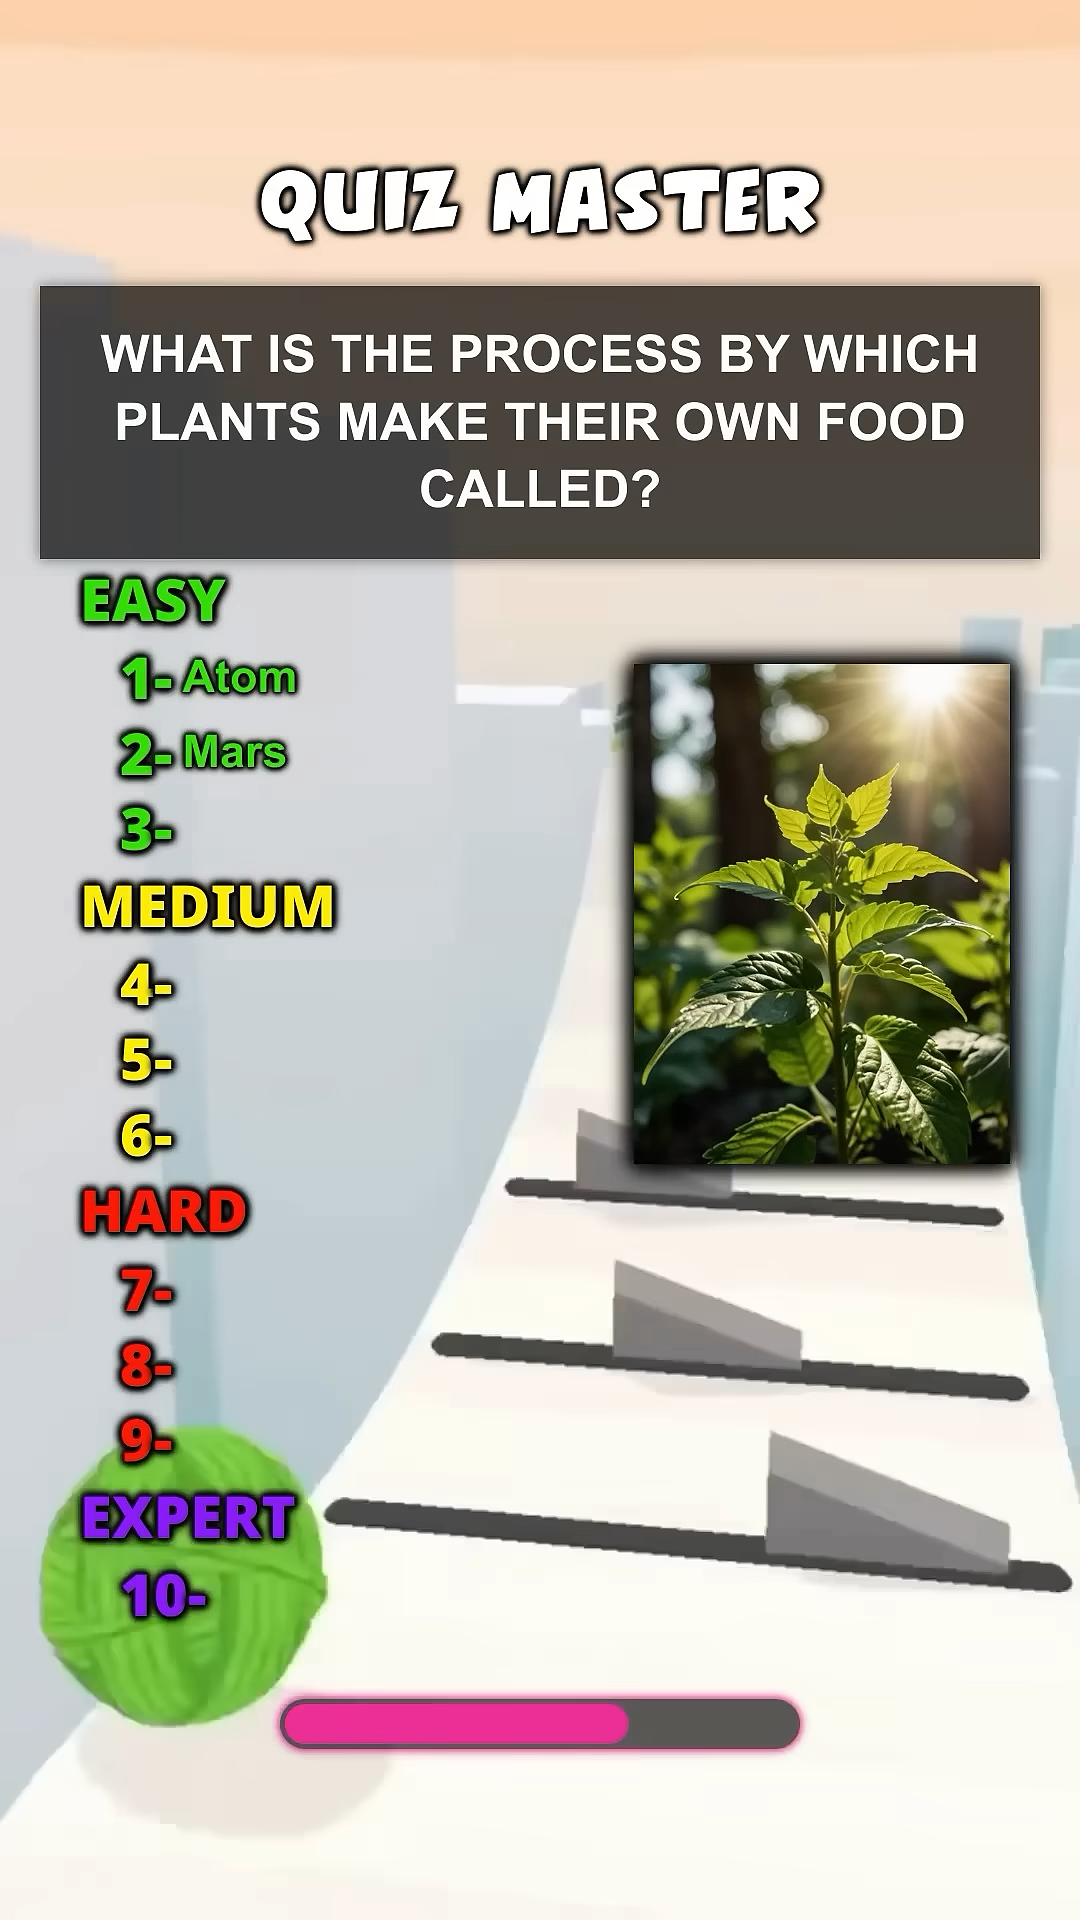 QUIZ MASTER
WHAT IS THE PROCESS BY WHICH
PLANTS MAKE THEIR OWN FOOD
CALLED?
EASY
1- Atom
2- Mars
3-
MEDIUM
4-
5-
6-
HARD
7-
8-
9-
EXPERT
10-